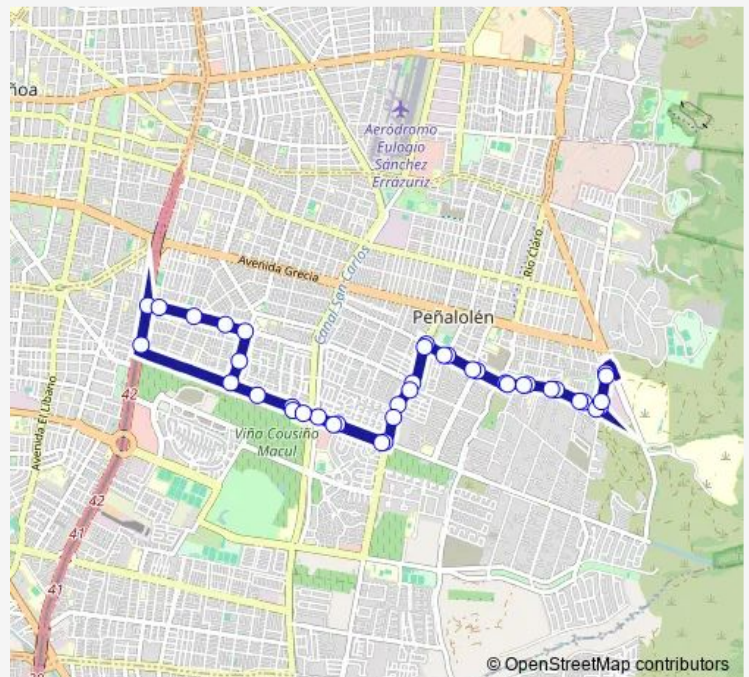 ñoa
Aeródromo
Eulogio
Sánchez
Errázuriz
Río Claro
Avenida Grecia
Canal San Carlos
Peñalolén
42
Avenida El Líbano
Viña Cousiño
Macul
42
41
41
© OpenStreetMap contributors